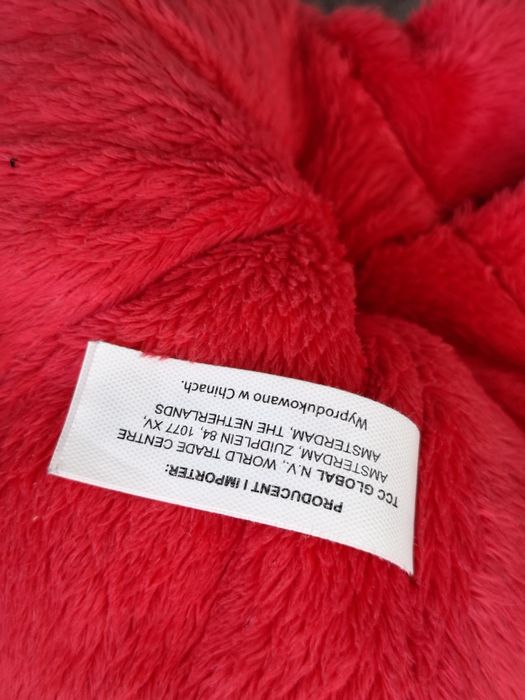 PRODUCENT I IMPORTER:
TCC GLOBAL N.V., WORLD TRADE CENTRE
AMSTERDAM, ZUIDPLEIN 84, 1077 XV,
AMSTERDAM, THE NETHERLANDS
Wyprodukowano w Chinach.